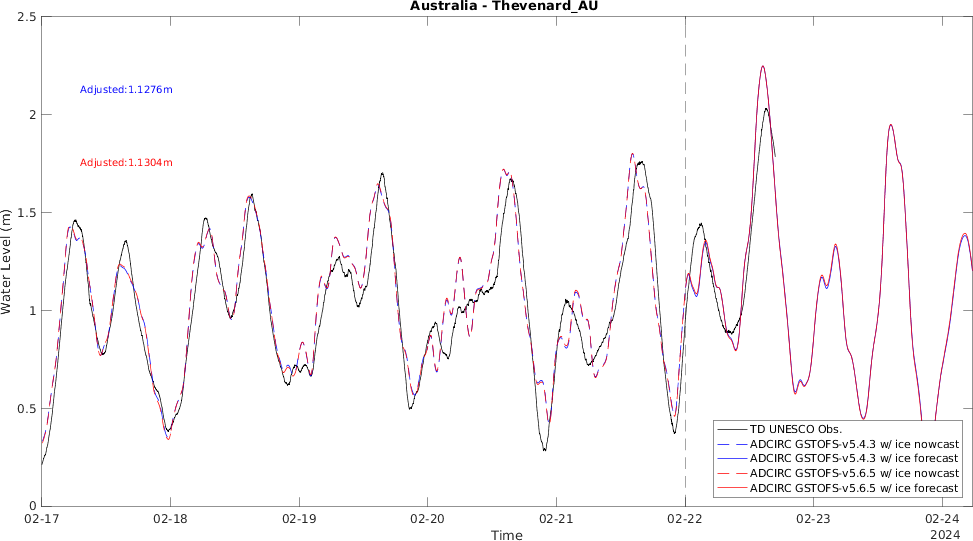 Australia - Thevenard_AU
2.5
2
1.5
1
0.5
0
Water Level (m)
Adjusted:1.1276m
Adjusted:1.1304m
TD UNESCO Obs.
ADCIRC GSTOFS-v5.4.3 w/ ice nowcast
ADCIRC GSTOFS-v5.4.3 w/ ice forecast
ADCIRC GSTOFS-v5.6.5 w/ ice nowcast
ADCIRC GSTOFS-v5.6.5 w/ ice forecast
02-17 02-18 02-19 02-20 02-21 02-22 02-23 02-24
Time
2024